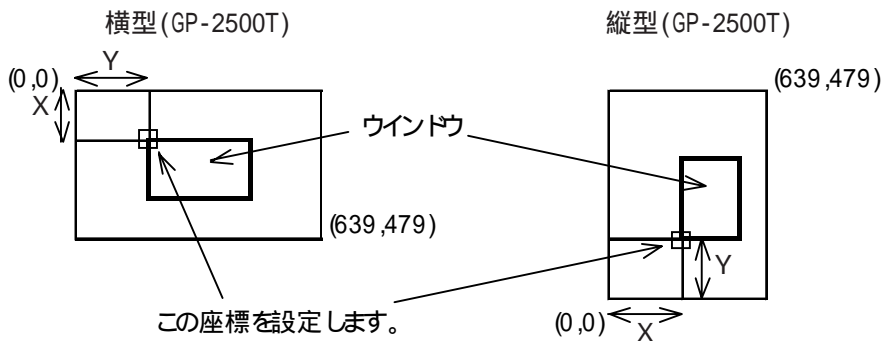 横型(GP-2500T)
縦型(GP-2500T)
Y
(0,0)
X
(639,479)
ウインドウ
(639,479)
Y
この座標を設定します。
(0,0)
X